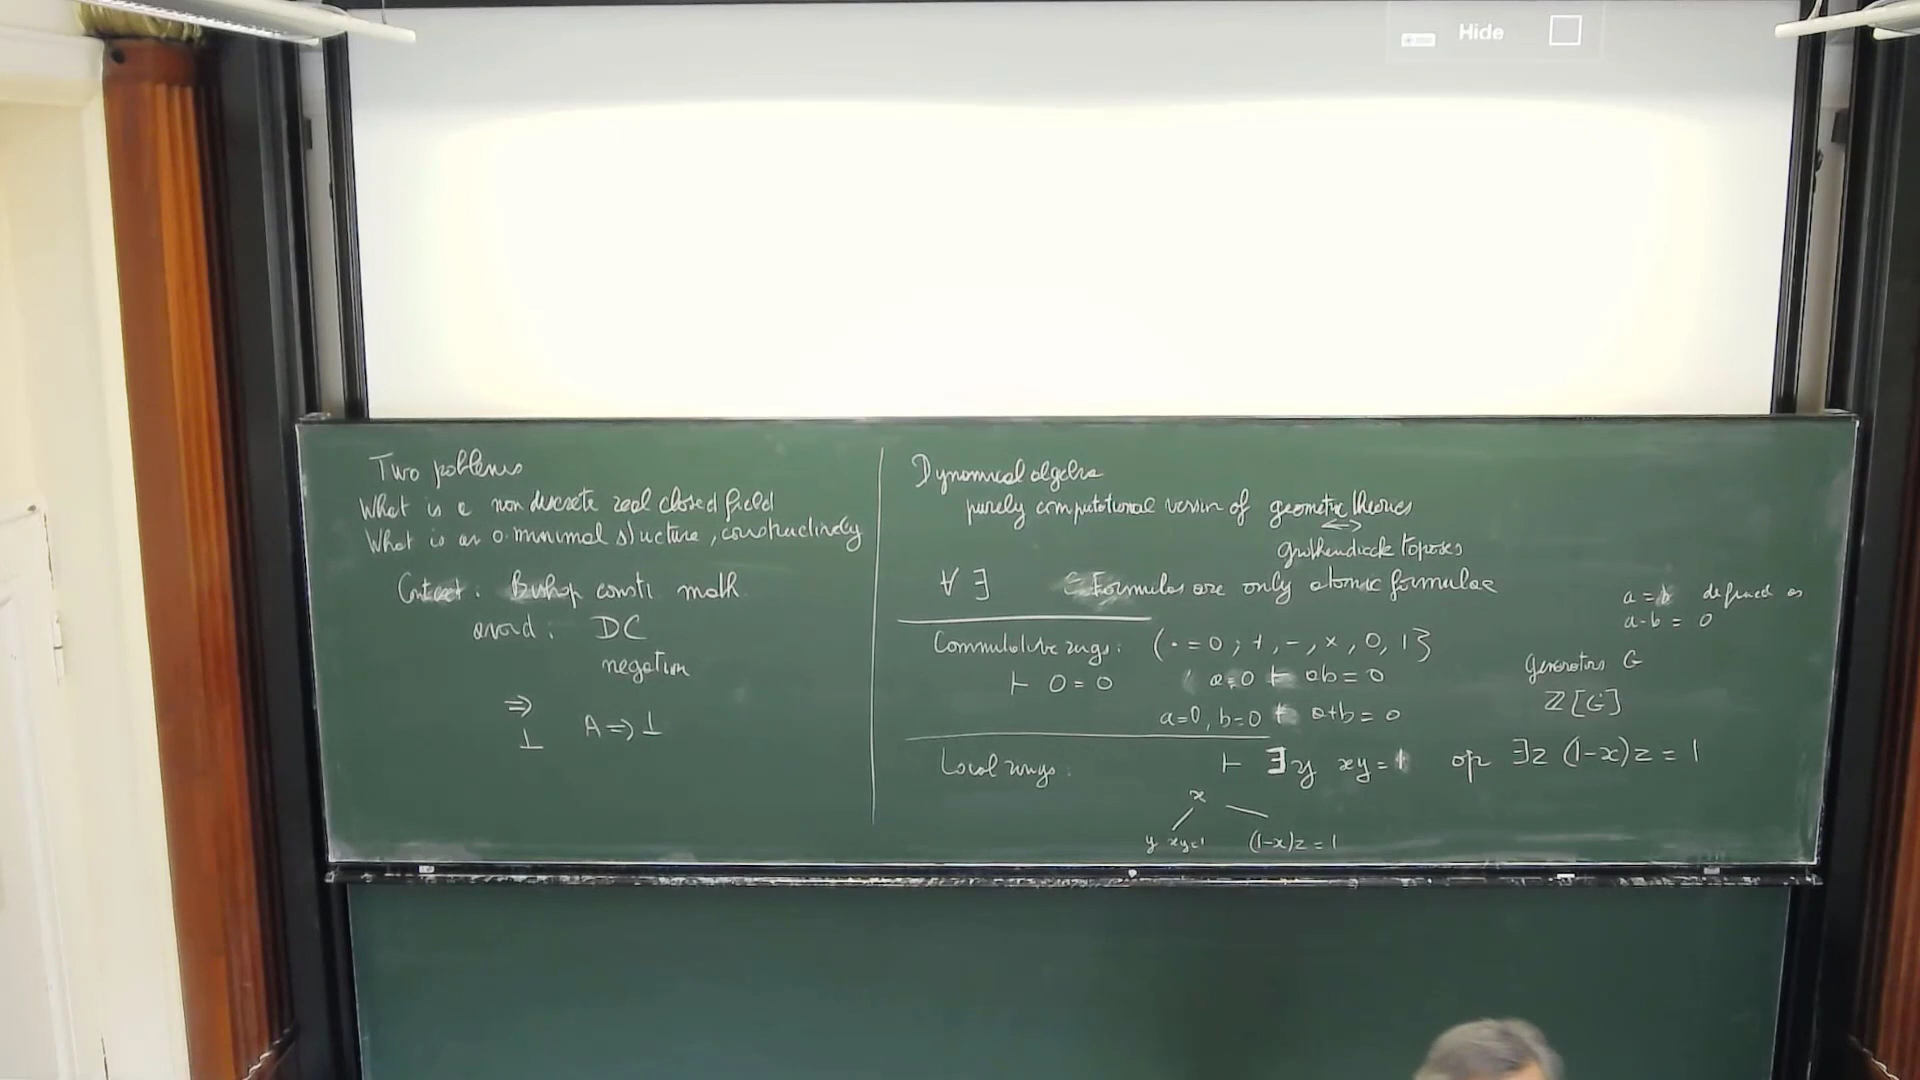 Hide
Two poblems
What is a non discrete real closed field
What is an o. minimal structure, constructively
Context: Bishop consti math
avoid: DC
negation
⇒
⊥ A ⇒ ⊥
Dynamical algebra
purely computational version of geometric theories
↔
grothendieck toposes
∀ ∃ Formulas are only atomic formulae
a = b defined as
a-b = 0
Commutative rings: (· = 0 ; +, -, ×, 0, 1)
⊢ 0 = 0 a=0 ⊢ ab = 0
a=0, b=0 ⊢ a+b = 0
generators G
ℤ[G]
Local rings: ⊢ ∃y xy = 1 op ∃z (1-x)z = 1
x
y xy=1 (1-x)z = 1